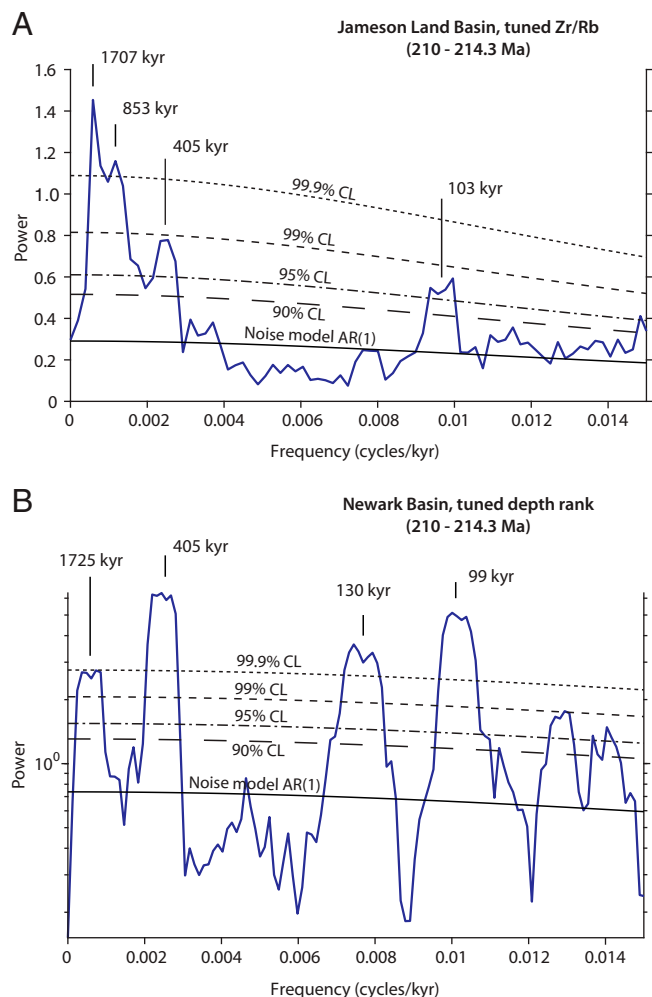 A
Jameson Land Basin, tuned Zr/Rb
(210 - 214.3 Ma)
1707 kyr
853 kyr
405 kyr
103 kyr
99.9% CL
99% CL
95% CL
90% CL
Noise model AR(1)
Power
1.6
1.4
1.2
1.0
0.8
0.6
0.4
0.2
0
0
0.002
0.004
0.006
0.008
0.01
0.012
0.014
Frequency (cycles/kyr)
B
Newark Basin, tuned depth rank
(210 - 214.3 Ma)
1725 kyr
405 kyr
130 kyr
99 kyr
99.9% CL
99% CL
95% CL
90% CL
Noise model AR(1)
Power
10⁰
0
0.002
0.004
0.006
0.008
0.01
0.012
0.014
Frequency (cycles/kyr)